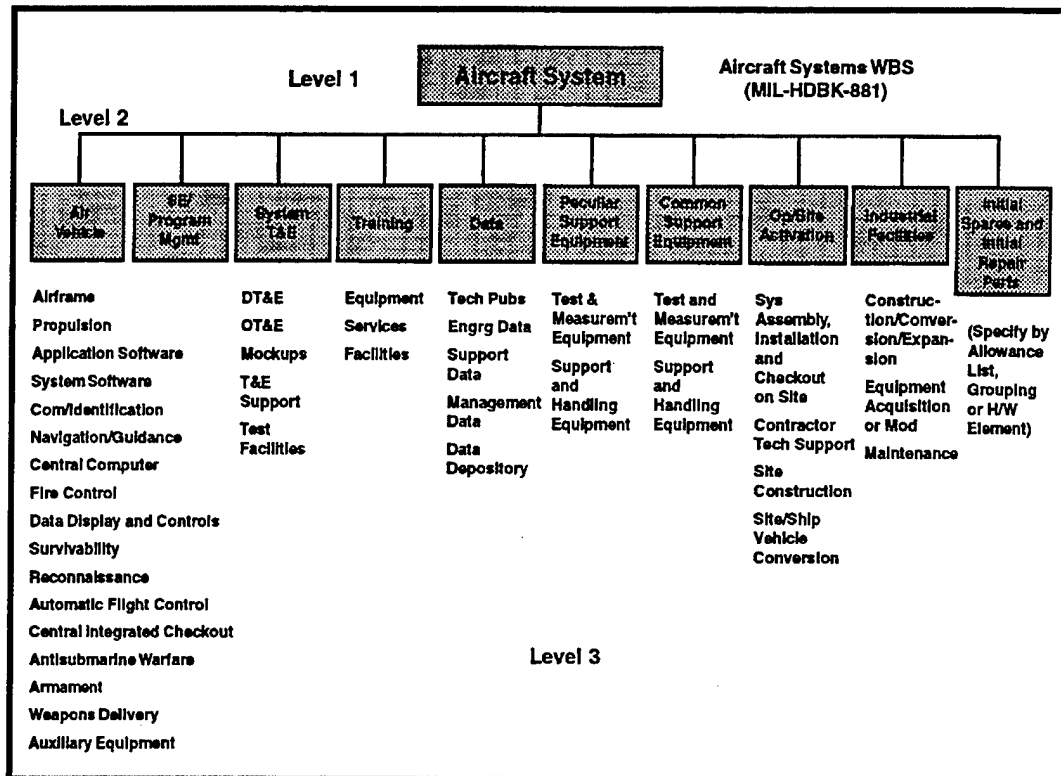 Level 1
Aircraft System
Aircraft Systems WBS
(MIL-HDBK-881)
Level 2
Air
Vehicle
SE/
Program
Mgmt
System
T&E
Training
Data
Peculiar
Support
Equipment
Common
Support
Equipment
Op/Site
Activation
Industrial
Facilities
Initial
Spares and
Initial
Repair
Parts
Airframe
Propulsion
Application Software
System Software
Com/Identification
Navigation/Guidance
Central Computer
Fire Control
Data Display and Controls
Survivability
Reconnaissance
Automatic Flight Control
Central Integrated Checkout
Antisubmarine Warfare
Armament
Weapons Delivery
Auxiliary Equipment
DT&E
OT&E
Mockups
T&E
Support
Test
Facilities
Equipment
Services
Facilities
Tech Pubs
Engrg Data
Support
Data
Management
Data
Data
Depository
Test &
Measurem't
Equipment
Support
and
Handling
Equipment
Test and
Measurem't
Equipment
Support
and
Handling
Equipment
Sys
Assembly,
Installation
and
Checkout
on Site
Contractor
Tech Support
Site
Construction
Site/Ship
Vehicle
Conversion
Construc-
tion/Conver-
sion/Expan-
sion
Equipment
Acquisition
or Mod
Maintenance
(Specify by
Allowance
List,
Grouping
or H/W
Element)
Level 3